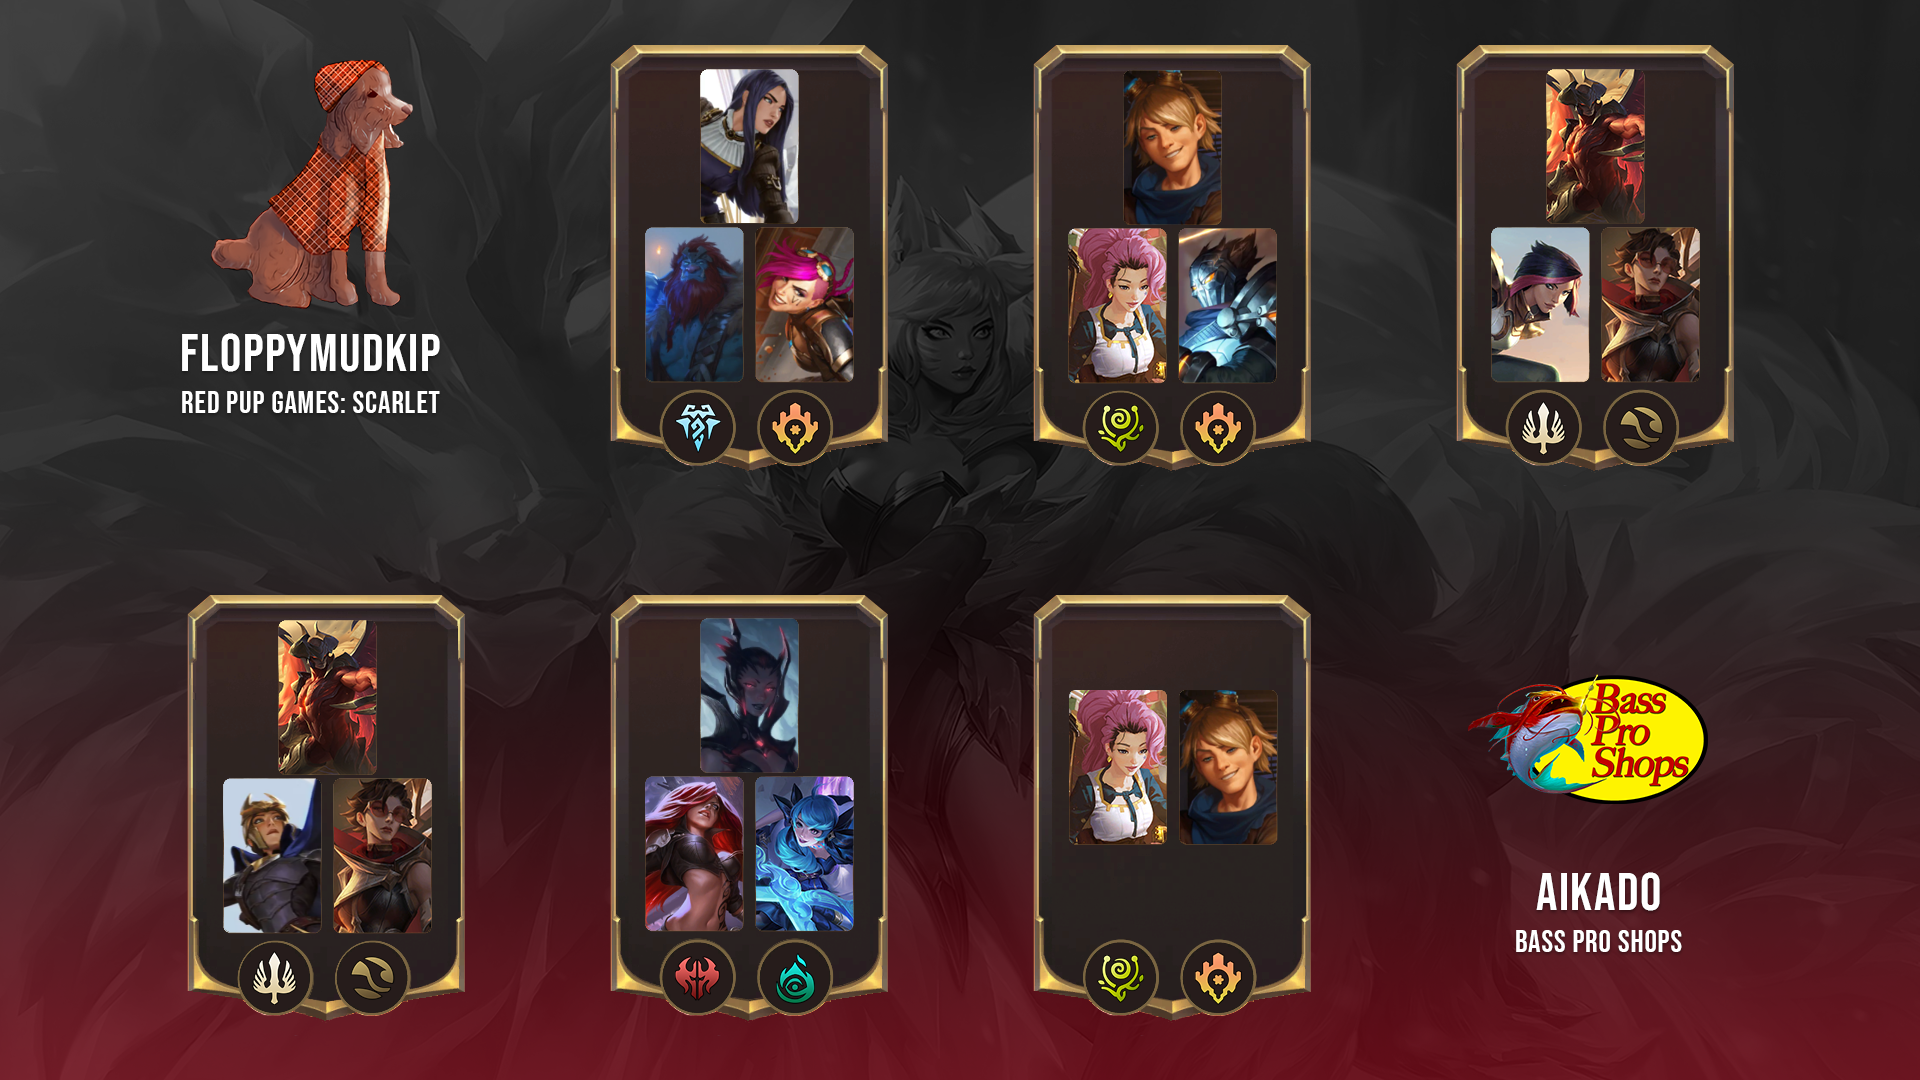 FLOPPYMUDKIP
RED PUP GAMES: SCARLET
Bass
Pro
Shops
AIKADO
BASS PRO SHOPS